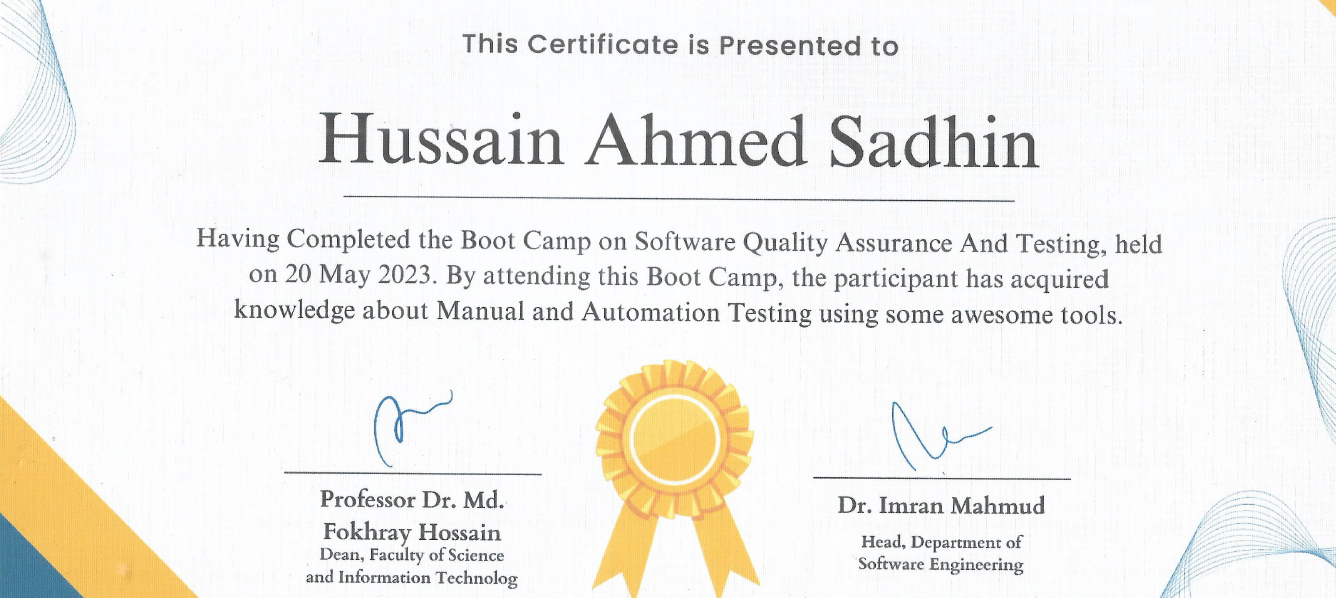 This Certificate is Presented to
Hussain Ahmed Sadhin
Having Completed the Boot Camp on Software Quality Assurance And Testing, held
on 20 May 2023. By attending this Boot Camp, the participant has acquired
knowledge about Manual and Automation Testing using some awesome tools.
Professor Dr. Md.
Fokhray Hossain
Dean, Faculty of Science
and Information Technolog
Dr. Imran Mahmud
Head, Department of
Software Engineering